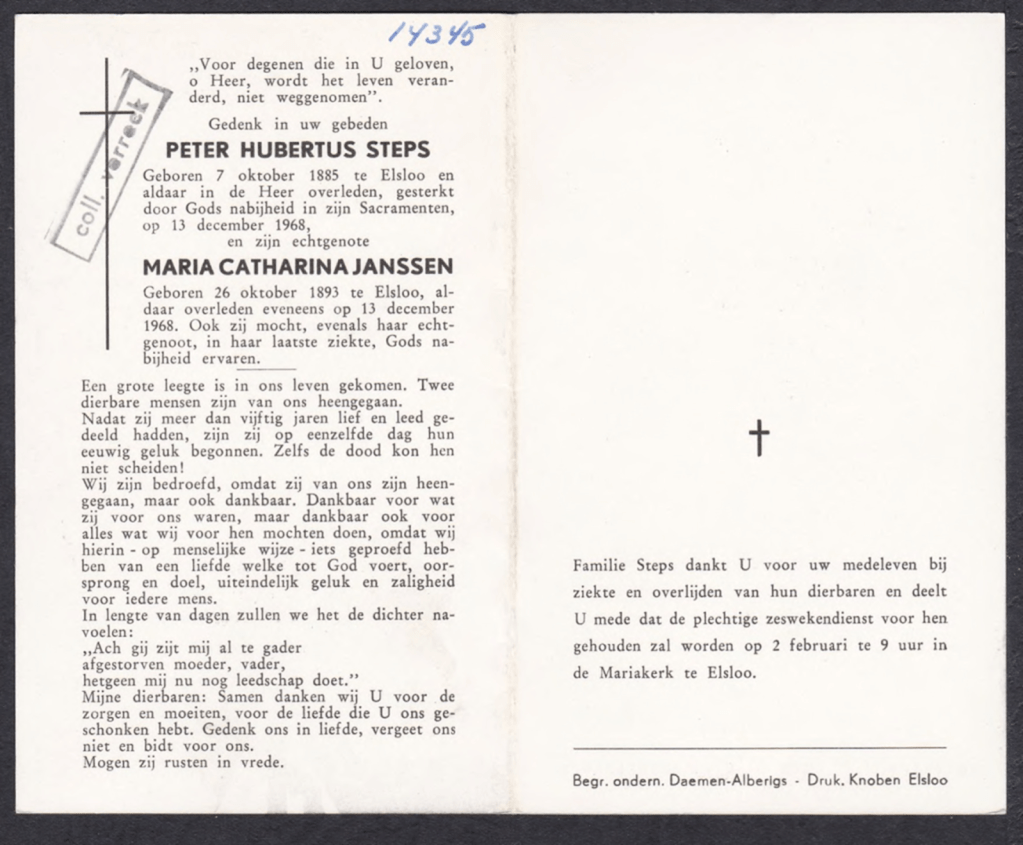 14345
coll. verreck
„Voor degenen die in U geloven,
o Heer, wordt het leven veran-
derd, niet weggenomen”.
Gedenk in uw gebeden
PETER HUBERTUS STEPS
Geboren 7 oktober 1885 te Elsloo en
aldaar in de Heer overleden, gesterkt
door Gods nabijheid in zijn Sacramenten,
op 13 december 1968,
en zijn echtgenote
MARIA CATHARINA JANSSEN
Geboren 26 oktober 1893 te Elsloo, al-
daar overleden eveneens op 13 december
1968. Ook zij mocht, evenals haar echt-
genoot, in haar laatste ziekte, Gods na-
bijheid ervaren.
Een grote leegte is in ons leven gekomen. Twee
dierbare mensen zijn van ons heengegaan.
Nadat zij meer dan vijftig jaren lief en leed ge-
deeld hadden, zijn zij op eenzelfde dag hun
eeuwig geluk begonnen. Zelfs de dood kon hen
niet scheiden!
Wij zijn bedroefd, omdat zij van ons zijn heen-
gegaan, maar ook dankbaar. Dankbaar voor wat
zij voor ons waren, maar dankbaar ook voor
alles wat wij voor hen mochten doen, omdat wij
hierin - op menselijke wijze - iets geproefd heb-
ben van een liefde welke tot God voert, oor-
sprong en doel, uiteindelijk geluk en zaligheid
voor iedere mens.
In lengte van dagen zullen we het de dichter na-
voelen:
„Ach gij zijt mij al te gader
afgestorven moeder, vader,
hetgeen mij nu nog leedschap doet.”
Mijne dierbaren: Samen danken wij U voor de
zorgen en moeiten, voor de liefde die U ons ge-
schonken hebt. Gedenk ons in liefde, vergeet ons
niet en bidt voor ons.
Mogen zij rusten in vrede.
Familie Steps dankt U voor uw medeleven bij
ziekte en overlijden van hun dierbaren en deelt
U mede dat de plechtige zeswekendienst voor hen
gehouden zal worden op 2 februari te 9 uur in
de Mariakerk te Elsloo.
Begr. ondern. Daemen-Alberigs - Druk. Knoben Elsloo